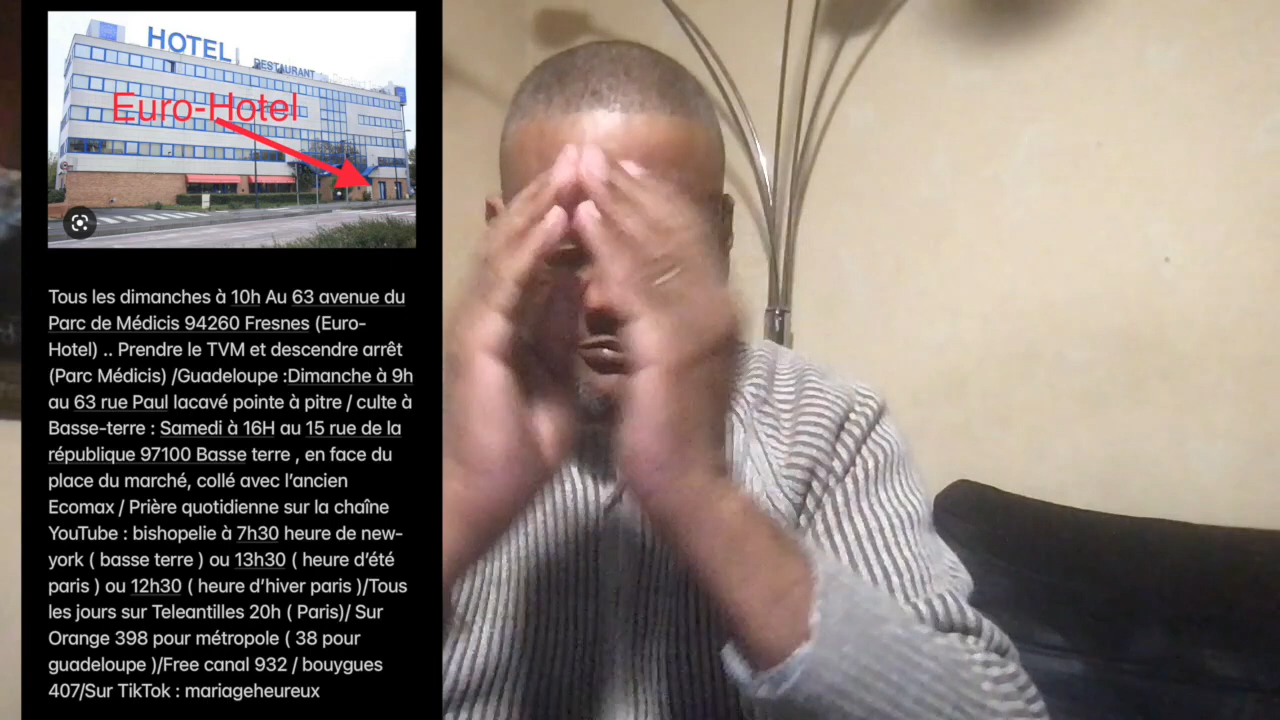 HOTEL
RESTAURANT
Euro-Hotel
Tous les dimanches à 10h Au 63 avenue du
Parc de Médicis 94260 Fresnes (Euro-
Hotel) .. Prendre le TVM et descendre arrêt
(Parc Médicis) /Guadeloupe :Dimanche à 9h
au 63 rue Paul lacavé pointe à pitre / culte à
Basse-terre : Samedi à 16H au 15 rue de la
république 97100 Basse terre , en face du
place du marché, collé avec l’ancien
Ecomax / Prière quotidienne sur la chaîne
YouTube : bishopelie à 7h30 heure de new-
york ( basse terre ) ou 13h30 ( heure d’été
paris ) ou 12h30 ( heure d’hiver paris )/Tous
les jours sur Teleantilles 20h ( Paris)/ Sur
Orange 398 pour métropole ( 38 pour
guadeloupe )/Free canal 932 / bouygues
407/Sur TikTok : mariageheureux